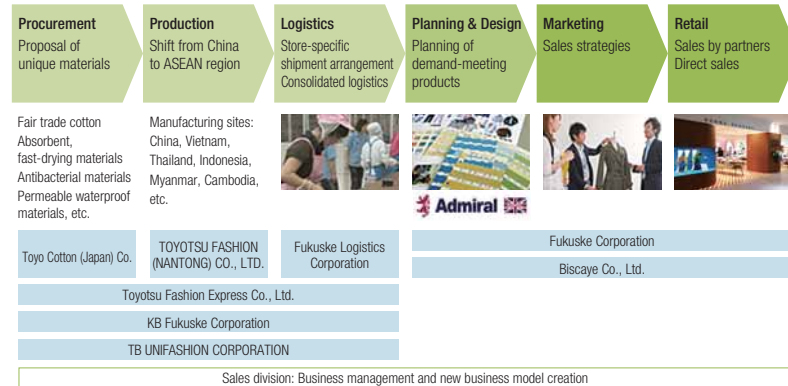 Procurement
Proposal of
unique materials
Production
Shift from China
to ASEAN region
Logistics
Store-specific
shipment arrangement
Consolidated logistics
Planning & Design
Planning of
demand-meeting
products
Marketing
Sales strategies
Retail
Sales by partners
Direct sales
Fair trade cotton
Absorbent,
fast-drying materials
Antibacterial materials
Permeable waterproof
materials, etc.
Manufacturing sites:
China, Vietnam,
Thailand, Indonesia,
Myanmar, Cambodia,
etc.
Admiral
Toyo Cotton (Japan) Co.
TOYOTSU FASHION
(NANTONG) CO., LTD.
Fukuske Logistics
Corporation
Fukuske Corporation
Biscaye Co., Ltd.
Toyotsu Fashion Express Co., Ltd.
KB Fukuske Corporation
TB UNIFASHION CORPORATION
Sales division: Business management and new business model creation